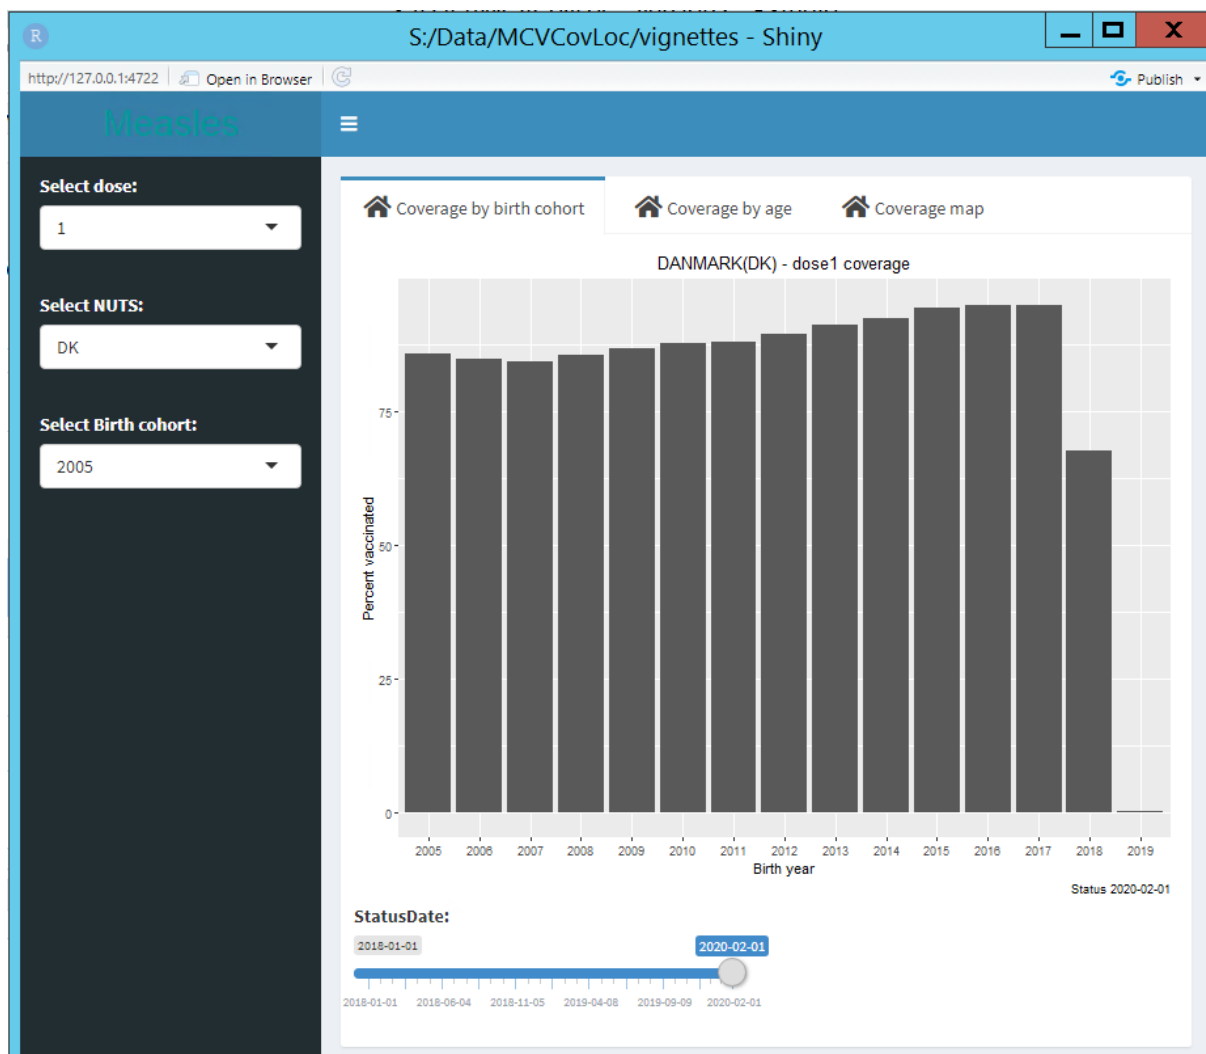 R
S:/Data/MCVCovLoc/vignettes - Shiny
X
http://127.0.0.1:4722 Open in Browser Publish
Measles
Select dose:
1
Select NUTS:
DK
Select Birth cohort:
2005
Coverage by birth cohort Coverage by age Coverage map
DANMARK(DK) - dose1 coverage
Percent vaccinated
75
50
25
0
2005 2006 2007 2008 2009 2010 2011 2012 2013 2014 2015 2016 2017 2018 2019
Birth year
Status 2020-02-01
StatusDate:
2018-01-01 2020-02-01
2018-01-01 2018-06-04 2018-11-05 2019-04-08 2019-09-09 2020-02-01